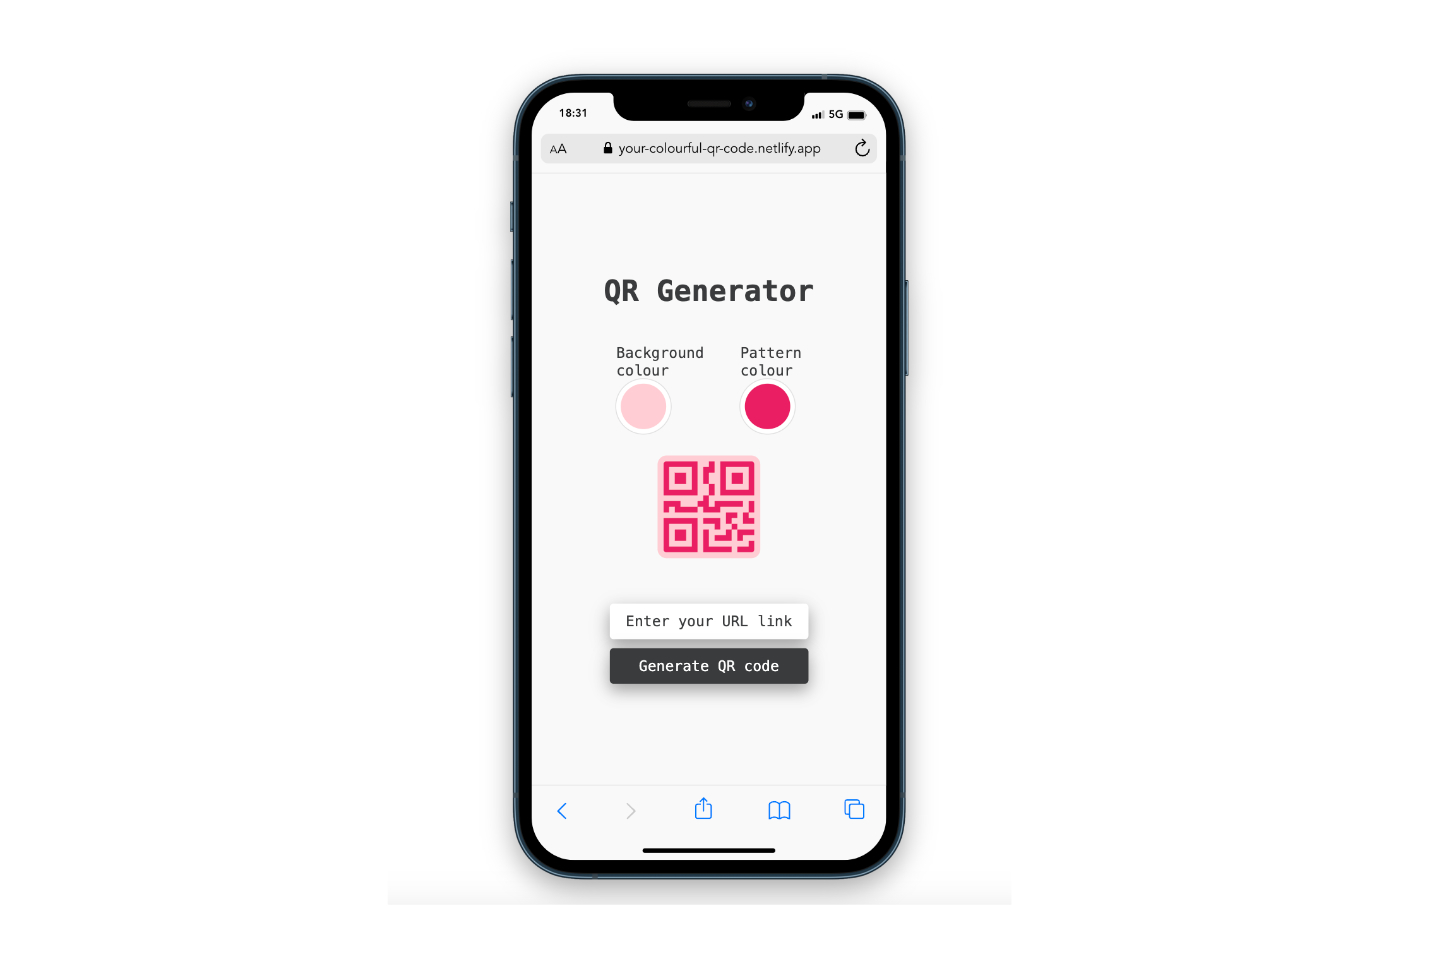 18:31
5G
AA
your-colourful-qr-code.netlify.app
QR Generator
Background colour
Pattern colour
Enter your URL link
Generate QR code